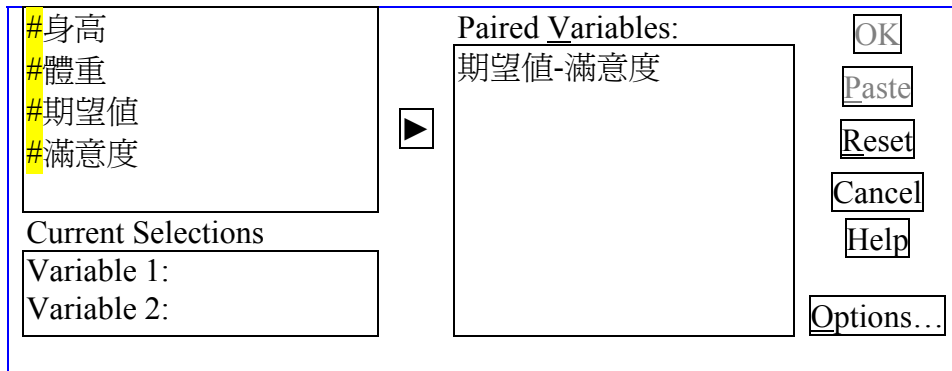 #身高
#體重
#期望值
#滿意度
►
Current Selections
Variable 1:
Variable 2:
Paired Variables:
期望值-滿意度
OK
Paste
Reset
Cancel
Help
Options…